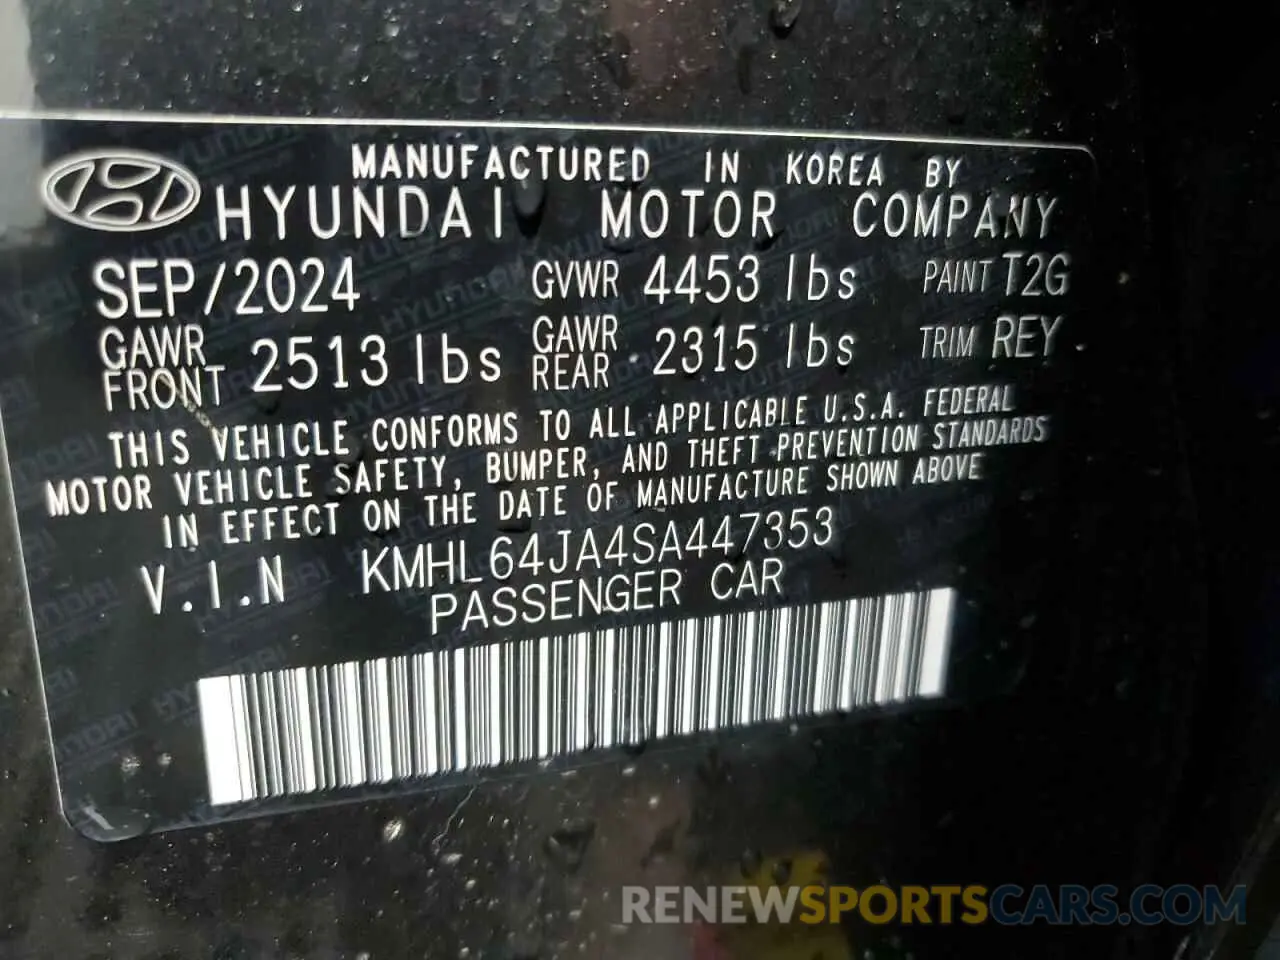 MANUFACTURED IN KOREA BY
HYUNDAI MOTOR COMPANY
SEP/2024 GVWR 4453 lbs PAINT T2G
GAWR FRONT 2513 lbs GAWR REAR 2315 lbs TRIM REY
THIS VEHICLE CONFORMS TO ALL APPLICABLE U.S.A. FEDERAL
MOTOR VEHICLE SAFETY, BUMPER, AND THEFT PREVENTION STANDARDS
IN EFFECT ON THE DATE OF MANUFACTURE SHOWN ABOVE
V.I.N KMHL64JA4SA447353
PASSENGER CAR
RENEWSPORTSCARS.COM